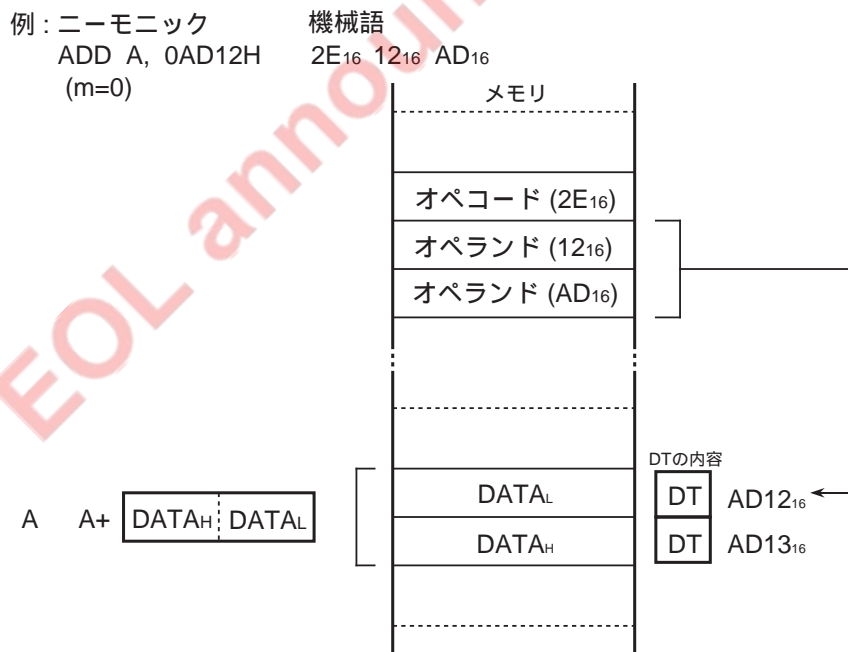 例 : ニーモニック 機械語
ADD A, 0AD12H 2E16 1216 AD16
(m=0)
メモリ
オペコード (2E16)
オペランド (1216)
オペランド (AD16)
DTの内容
DATAL DT AD1216
A A+ DATAH DATAL
DATAH DT AD1316
EOL announ